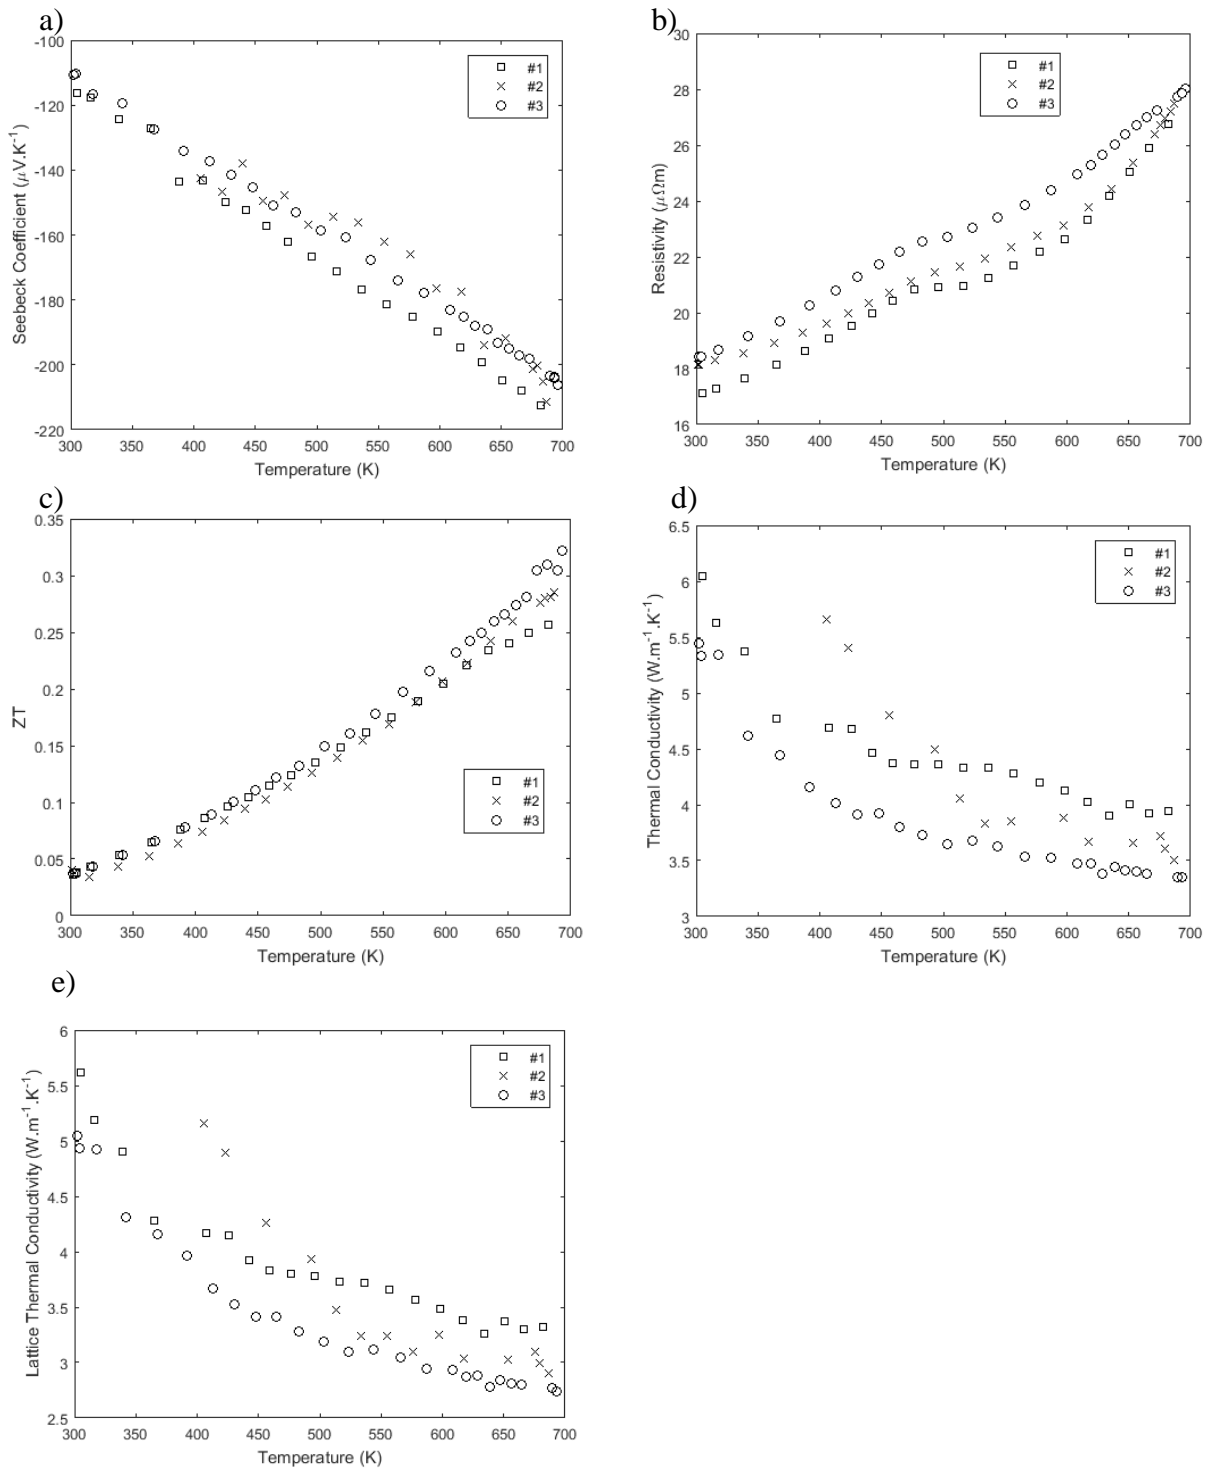 a)
-100
-120
-140
-160
-180
-200
-220
300 350 400 450 500 550 600 650 700
Temperature (K)
Seebeck Coefficient (μV.K⁻¹)
#1
#2
#3
b)
30
28
26
24
22
20
18
16
300 350 400 450 500 550 600 650 700
Temperature (K)
Resistivity (μΩm)
#1
#2
#3
c)
0.35
0.3
0.25
0.2
0.15
0.1
0.05
0
300 350 400 450 500 550 600 650 700
Temperature (K)
ZT
#1
#2
#3
d)
6.5
6
5.5
5
4.5
4
3.5
3
300 350 400 450 500 550 600 650 700
Temperature (K)
Thermal Conductivity (W.m⁻¹.K⁻¹)
#1
#2
#3
e)
6
5.5
5
4.5
4
3.5
3
2.5
300 350 400 450 500 550 600 650 700
Temperature (K)
Lattice Thermal Conductivity (W.m⁻¹.K⁻¹)
#1
#2
#3